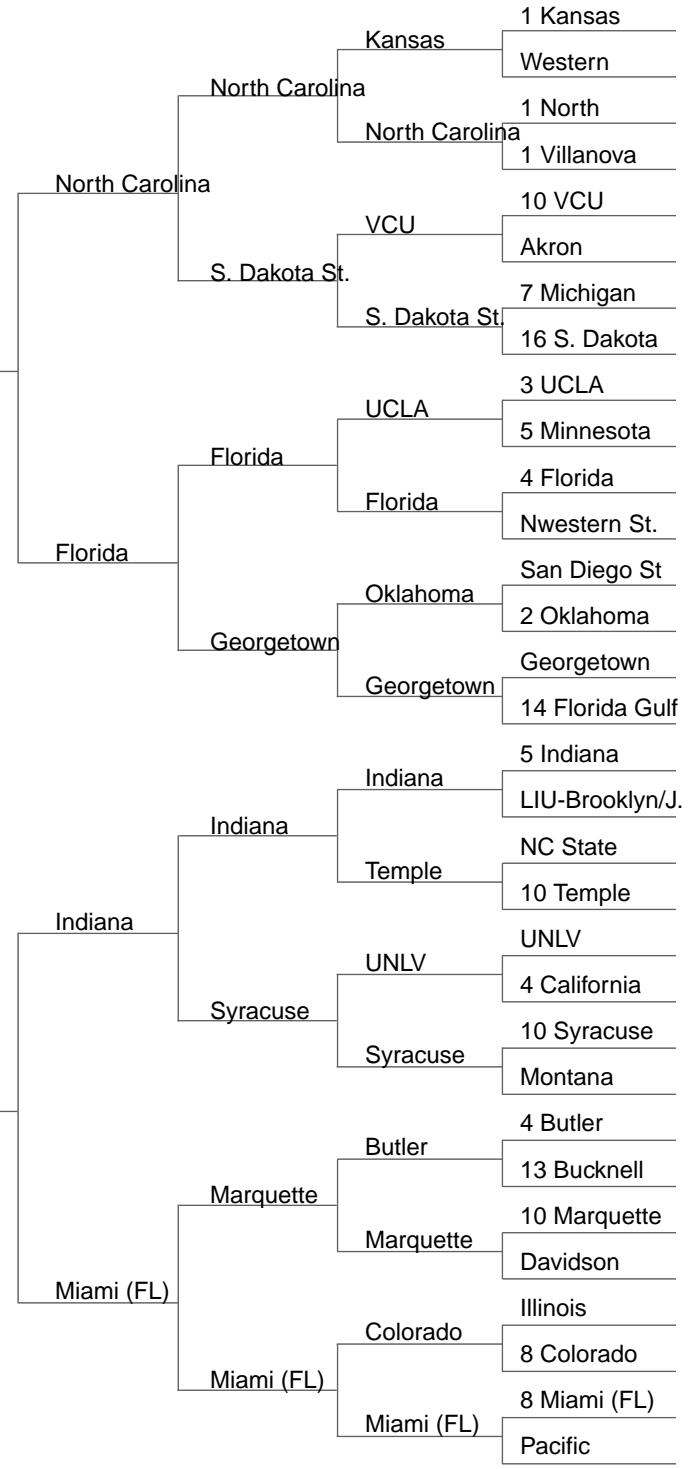 1 Kansas
Kansas
Western
North Carolina
1 North
North Carolina
1 Villanova
North Carolina
10 VCU
VCU
Akron
S. Dakota St.
7 Michigan
S. Dakota St.
16 S. Dakota
3 UCLA
UCLA
5 Minnesota
Florida
4 Florida
Florida
Nwestern St.
Florida
San Diego St
Oklahoma
2 Oklahoma
Georgetown
Georgetown
Georgetown
14 Florida Gulf
5 Indiana
Indiana
LIU-Brooklyn/J.
Indiana
NC State
Temple
10 Temple
Indiana
UNLV
UNLV
4 California
Syracuse
10 Syracuse
Syracuse
Montana
4 Butler
Butler
13 Bucknell
Marquette
10 Marquette
Marquette
Davidson
Miami (FL)
Illinois
Colorado
8 Colorado
Miami (FL)
8 Miami (FL)
Miami (FL)
Pacific